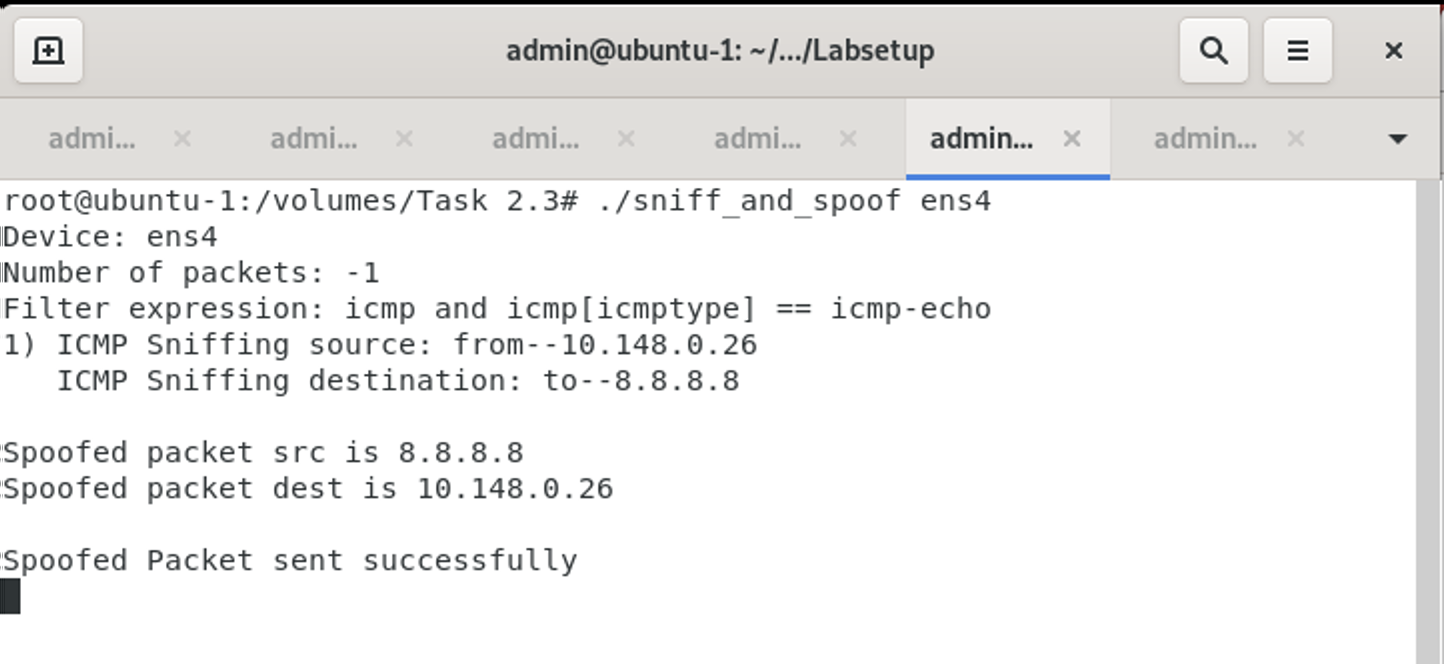 admin@ubuntu-1: ~/.../Labsetup
admi... admi... admi... admi... admin... admin...
root@ubuntu-1:/volumes/Task 2.3# ./sniff_and_spoof ens4
Device: ens4
Number of packets: -1
Filter expression: icmp and icmp[icmptype] == icmp-echo
1) ICMP Sniffing source: from--10.148.0.26
ICMP Sniffing destination: to--8.8.8.8
Spoofed packet src is 8.8.8.8
Spoofed packet dest is 10.148.0.26
Spoofed Packet sent successfully